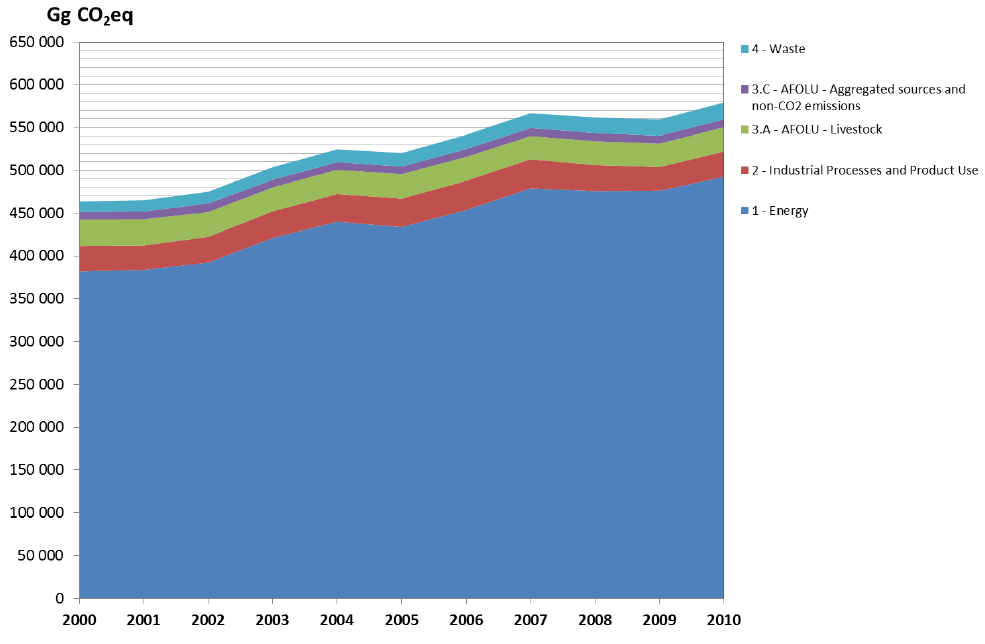 Gg CO₂eq
650 000
600 000
550 000
500 000
450 000
400 000
350 000
300 000
250 000
200 000
150 000
100 000
50 000
0
2000 2001 2002 2003 2004 2005 2006 2007 2008 2009 2010
4 - Waste
3.C - AFOLU - Aggregated sources and
non-CO2 emissions
3.A - AFOLU - Livestock
2 - Industrial Processes and Product Use
1 - Energy